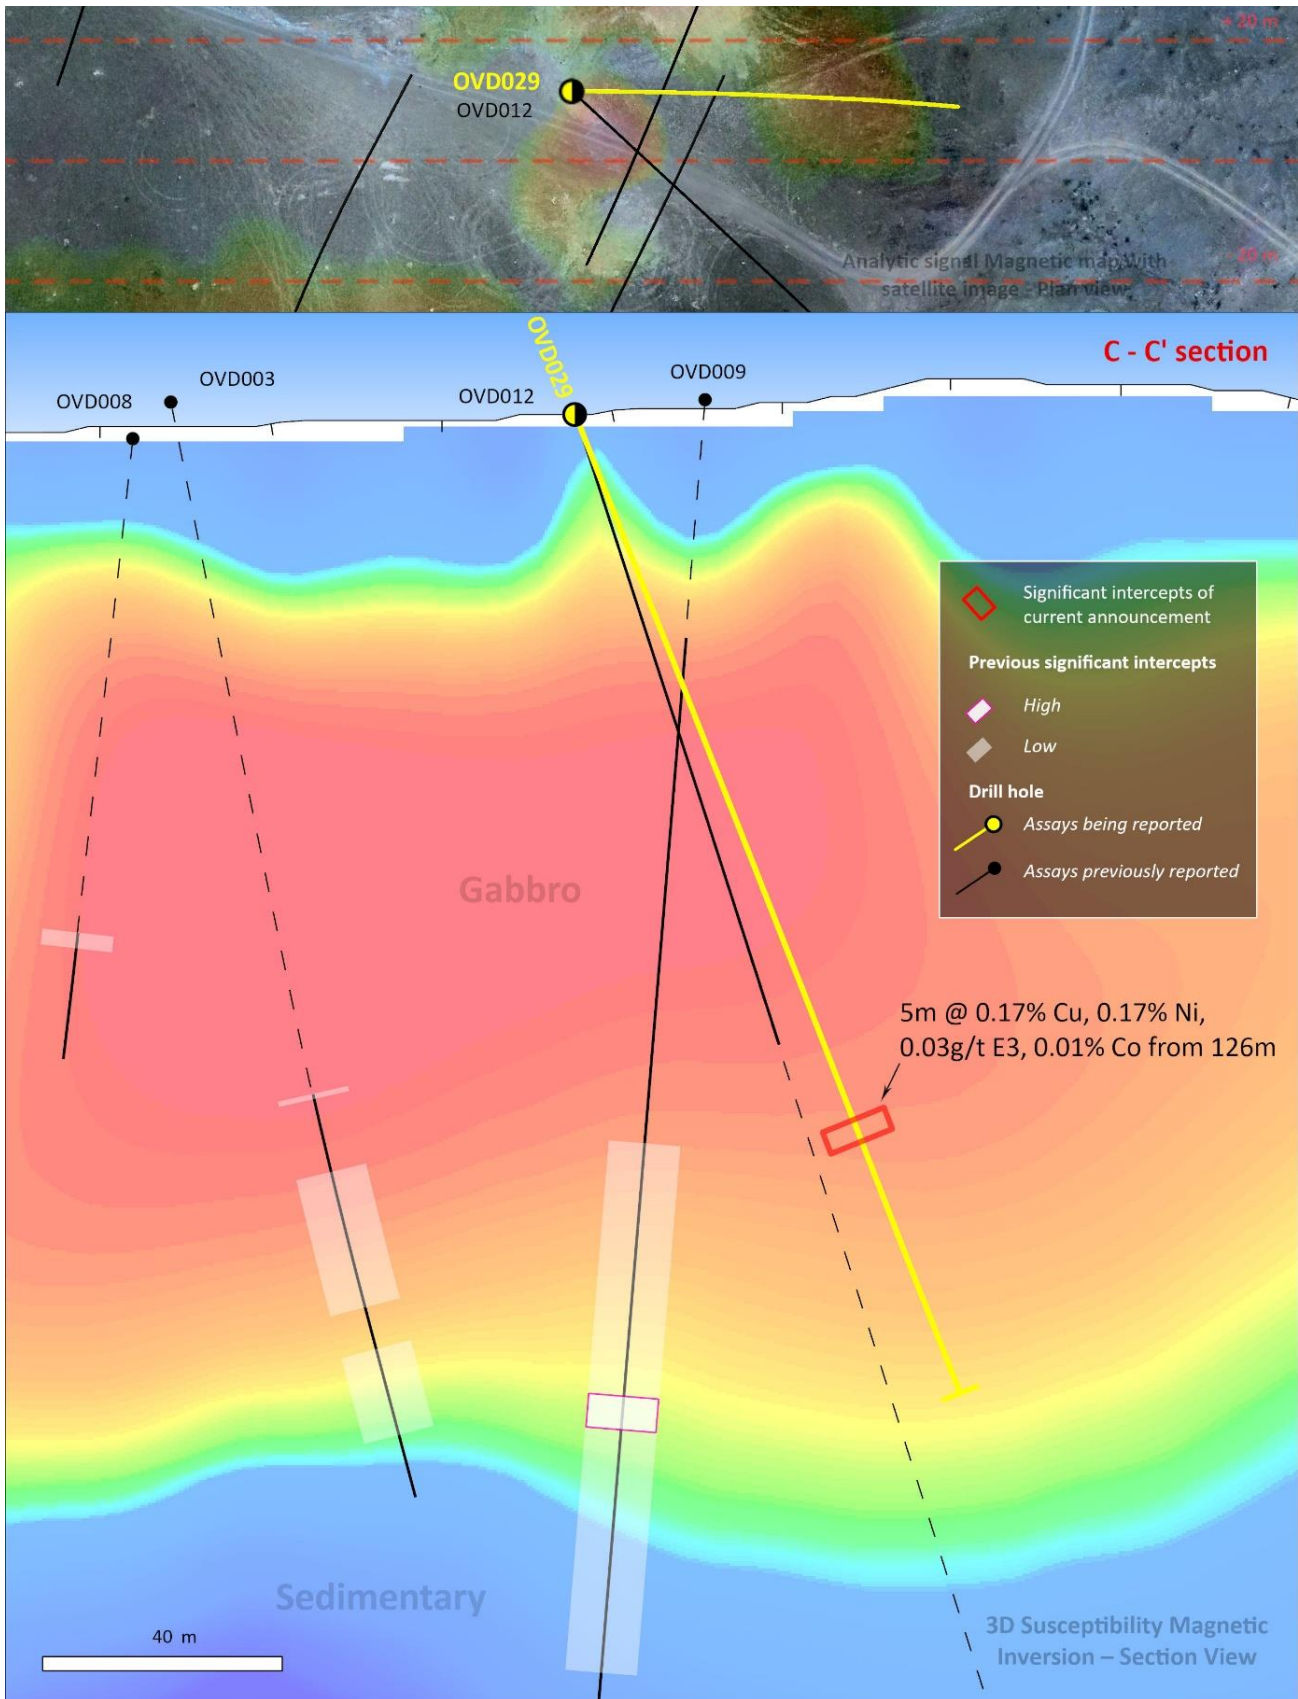 + 20 m
OVD029
OVD012
- 20 m
Analytic signal Magnetic map with
satellite image - Plan view
C - C' section
OVD029
OVD003
OVD009
OVD008
OVD012
Significant intercepts of
current announcement
Previous significant intercepts
High
Low
Drill hole
Assays being reported
Assays previously reported
Gabbro
5m @ 0.17% Cu, 0.17% Ni,
0.03g/t E3, 0.01% Co from 126m
Sedimentary
40 m
3D Susceptibility Magnetic
Inversion – Section View